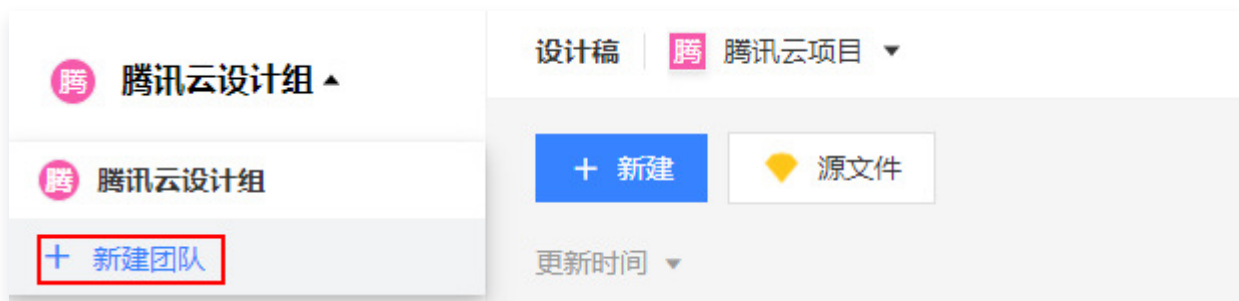 腾 腾讯云设计组
腾 腾讯云设计组
+ 新建团队
设计稿 腾 腾讯云项目
+ 新建 源文件
更新时间